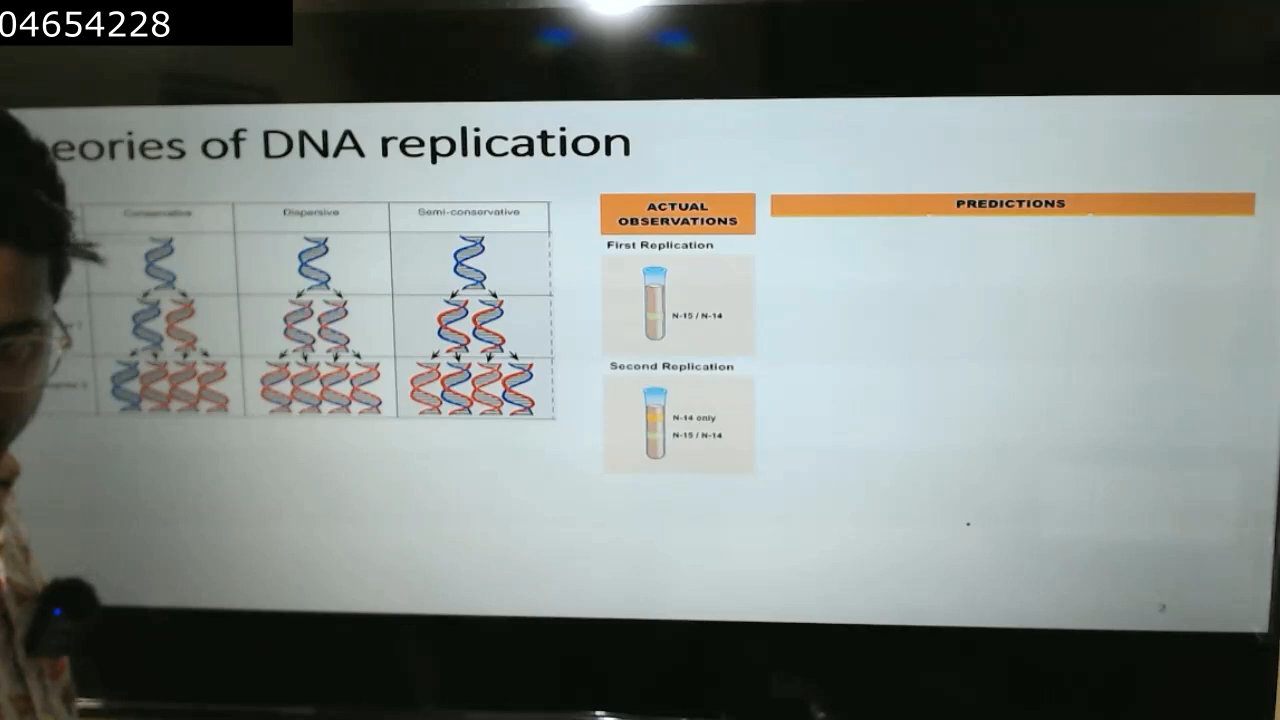 04654228
eories of DNA replication
Conservative
Dispersive
Semi-conservative
ACTUAL
OBSERVATIONS
PREDICTIONS
First Replication
N-15 / N-14
Second Replication
N-14 only
N-15 / N-14